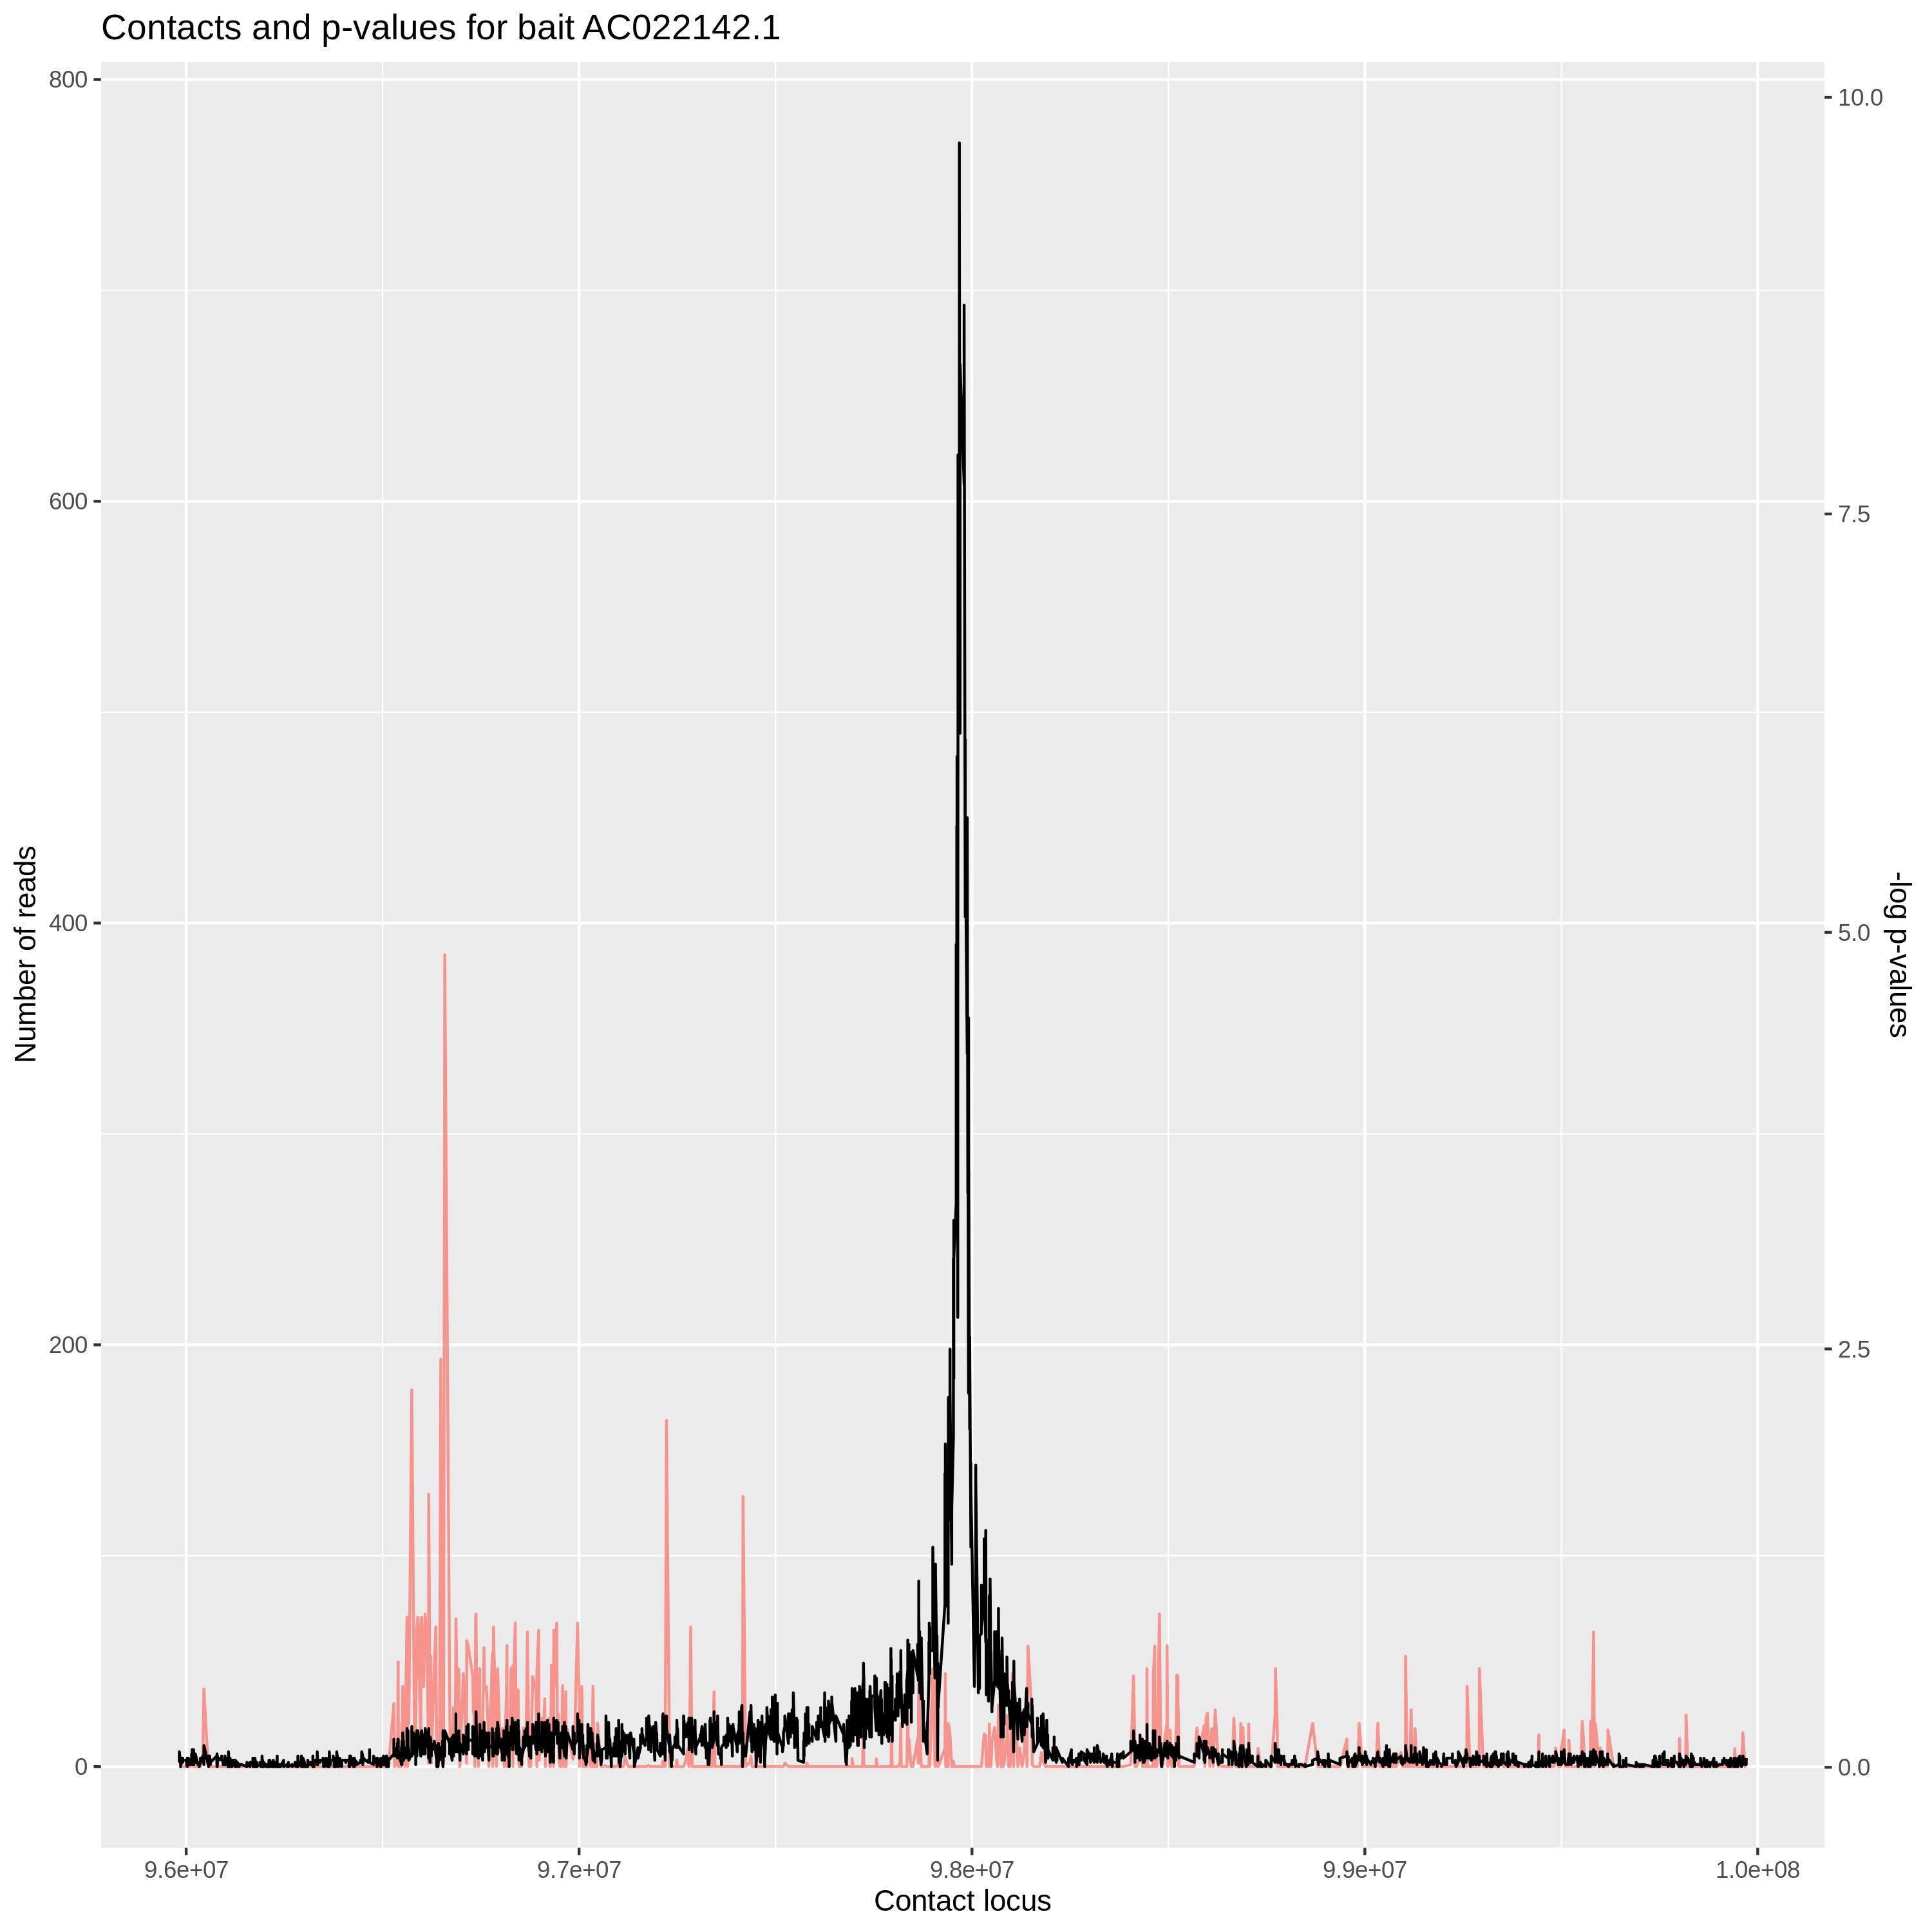 Contacts and p-values for bait AC022142.1
800
600
400
200
0
Number of reads
10.0
7.5
5.0
2.5
0.0
-log p-values
9.6e+07 9.7e+07 9.8e+07 9.9e+07 1.0e+08
Contact locus